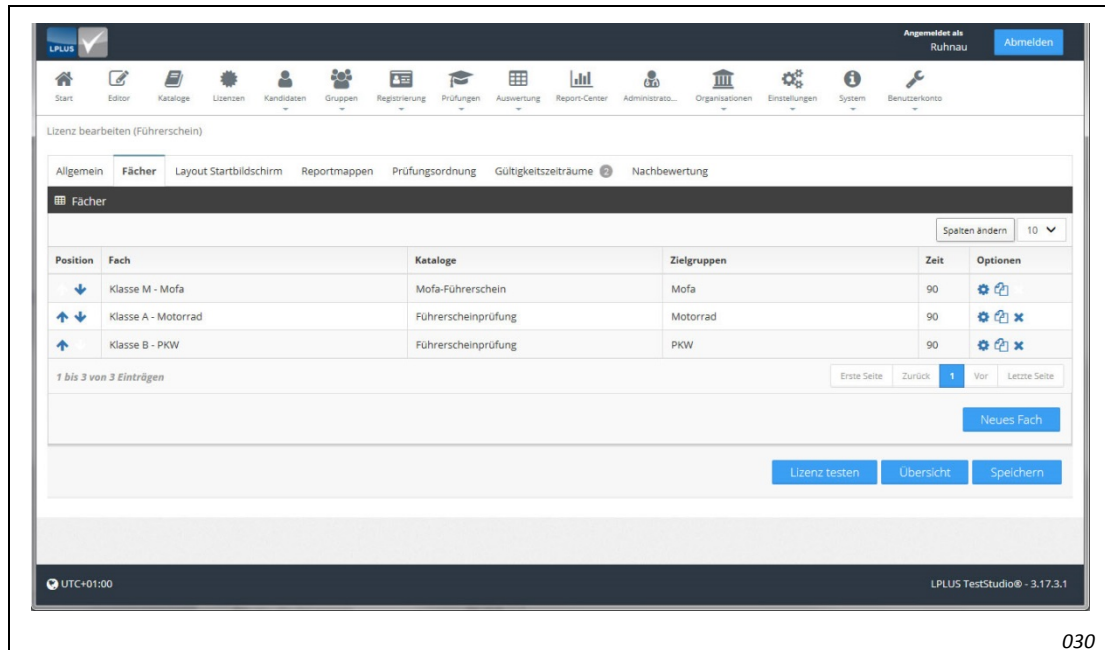 LPLUS
Angemeldet als
Ruhnau
Abmelden
Start Editor Kataloge Lizenzen Kandidaten Gruppen Registrierung Prüfungen Auswertung Report-Center Administrato... Organisationen Einstellungen System Benutzerkonto
Lizenz bearbeiten (Führerschein)
Allgemein Fächer Layout Startbildschirm Reportmappen Prüfungsordnung Gültigkeitszeiträume 2 Nachbewertung
Fächer
Spalten ändern 10
Position Fach Kataloge Zielgruppen Zeit Optionen
Klasse M - Mofa Mofa-Führerschein Mofa 90
Klasse A - Motorrad Führerscheinprüfung Motorrad 90
Klasse B - PKW Führerscheinprüfung PKW 90
1 bis 3 von 3 Einträgen Erste Seite Zurück 1 Vor Letzte Seite
Neues Fach
Lizenz testen Übersicht Speichern
UTC+01:00 LPLUS TestStudio® - 3.17.3.1
030